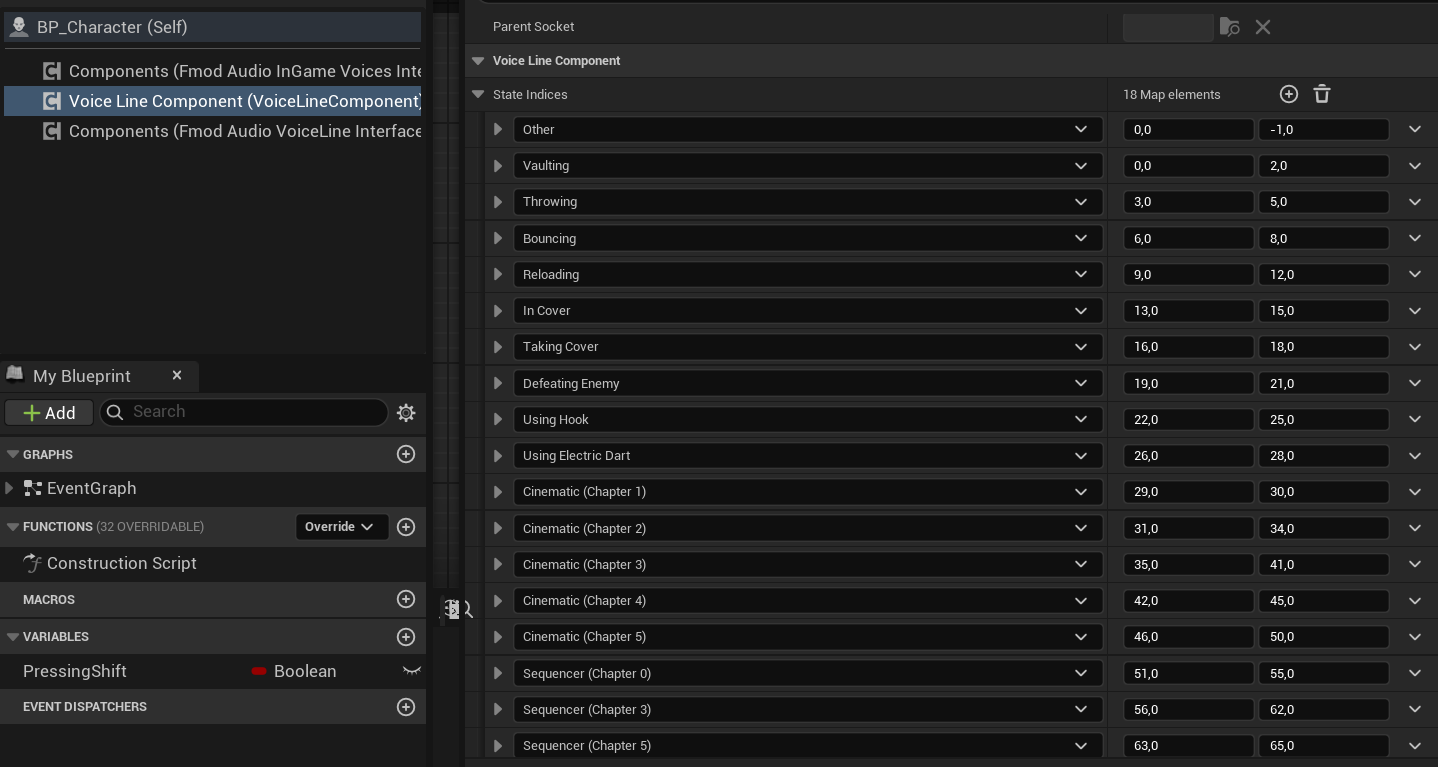 BP_Character (Self)
Components (Fmod Audio InGame Voices Inte
Voice Line Component (VoiceLineComponent)
Components (Fmod Audio VoiceLine Interface
My Blueprint
Add
Search
GRAPHS
EventGraph
FUNCTIONS (32 OVERRIDABLE)
Override
Construction Script
MACROS
VARIABLES
PressingShift
Boolean
EVENT DISPATCHERS
Parent Socket
Voice Line Component
State Indices 18 Map elements
Other 0,0 -1,0
Vaulting 0,0 2,0
Throwing 3,0 5,0
Bouncing 6,0 8,0
Reloading 9,0 12,0
In Cover 13,0 15,0
Taking Cover 16,0 18,0
Defeating Enemy 19,0 21,0
Using Hook 22,0 25,0
Using Electric Dart 26,0 28,0
Cinematic (Chapter 1) 29,0 30,0
Cinematic (Chapter 2) 31,0 34,0
Cinematic (Chapter 3) 35,0 41,0
Cinematic (Chapter 4) 42,0 45,0
Cinematic (Chapter 5) 46,0 50,0
Sequencer (Chapter 0) 51,0 55,0
Sequencer (Chapter 3) 56,0 62,0
Sequencer (Chapter 5) 63,0 65,0